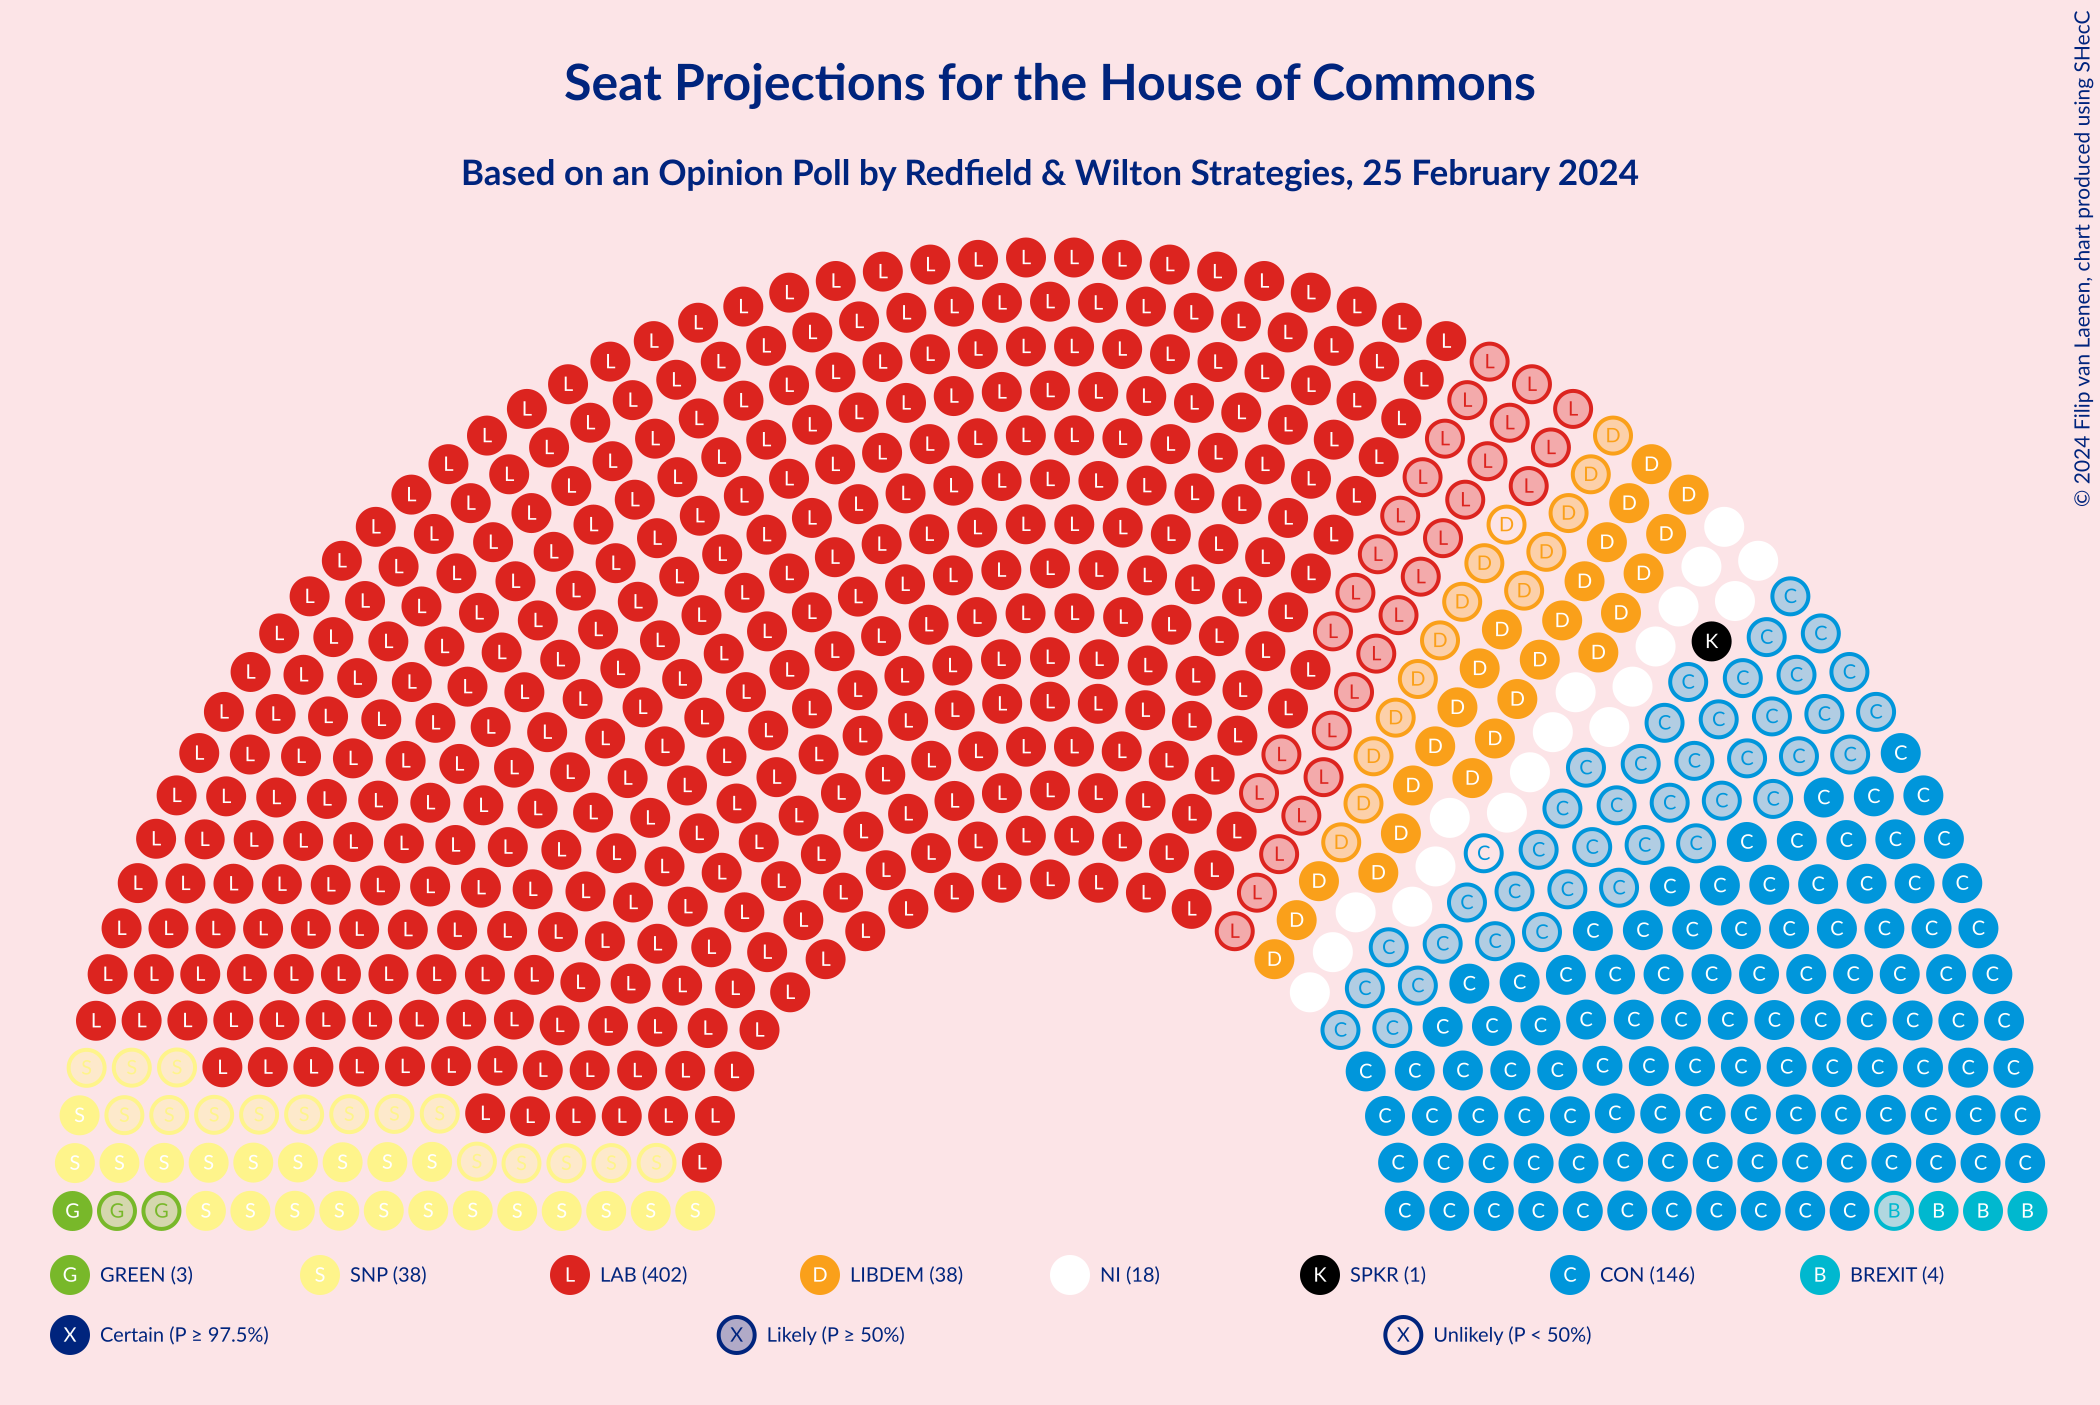 Seat Projections for the House of Commons
Based on an Opinion Poll by Redfield & Wilton Strategies, 25 February 2024
© 2024 Filip van Laenen, chart produced using SHecC
G GREEN (3) S SNP (38) L LAB (402) D LIBDEM (38) NI (18) K SPKR (1) C CON (146) B BREXIT (4)
X Certain (P ≥ 97.5%) X Likely (P ≥ 50%) X Unlikely (P < 50%)